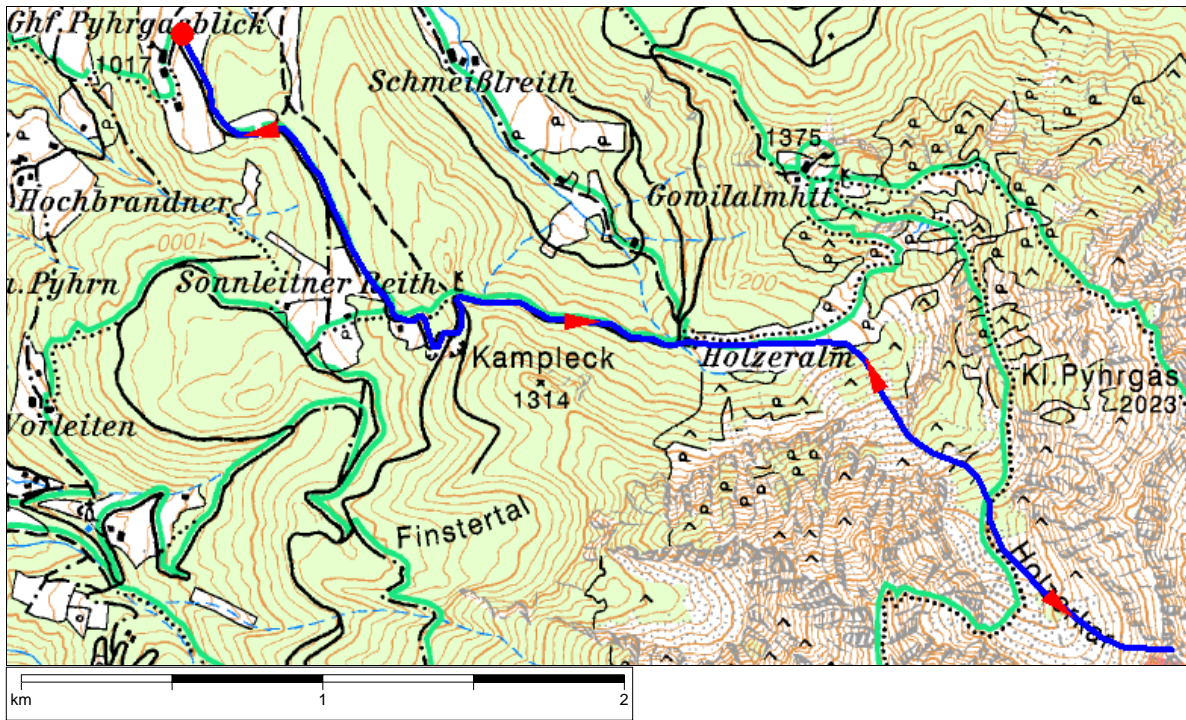 Ghf. Pyhrgasblick
1017
Schmeißlreith
1375
Hochbrandner
Gowilalmhtt.
1000
1200
a. Pyhrn
Sonnleitner Reith
Kampleck
1314
Holzeralm
Kl. Pyhrgas
2023
Vorleiten
Finstertal
Holzerkar
km
1
2